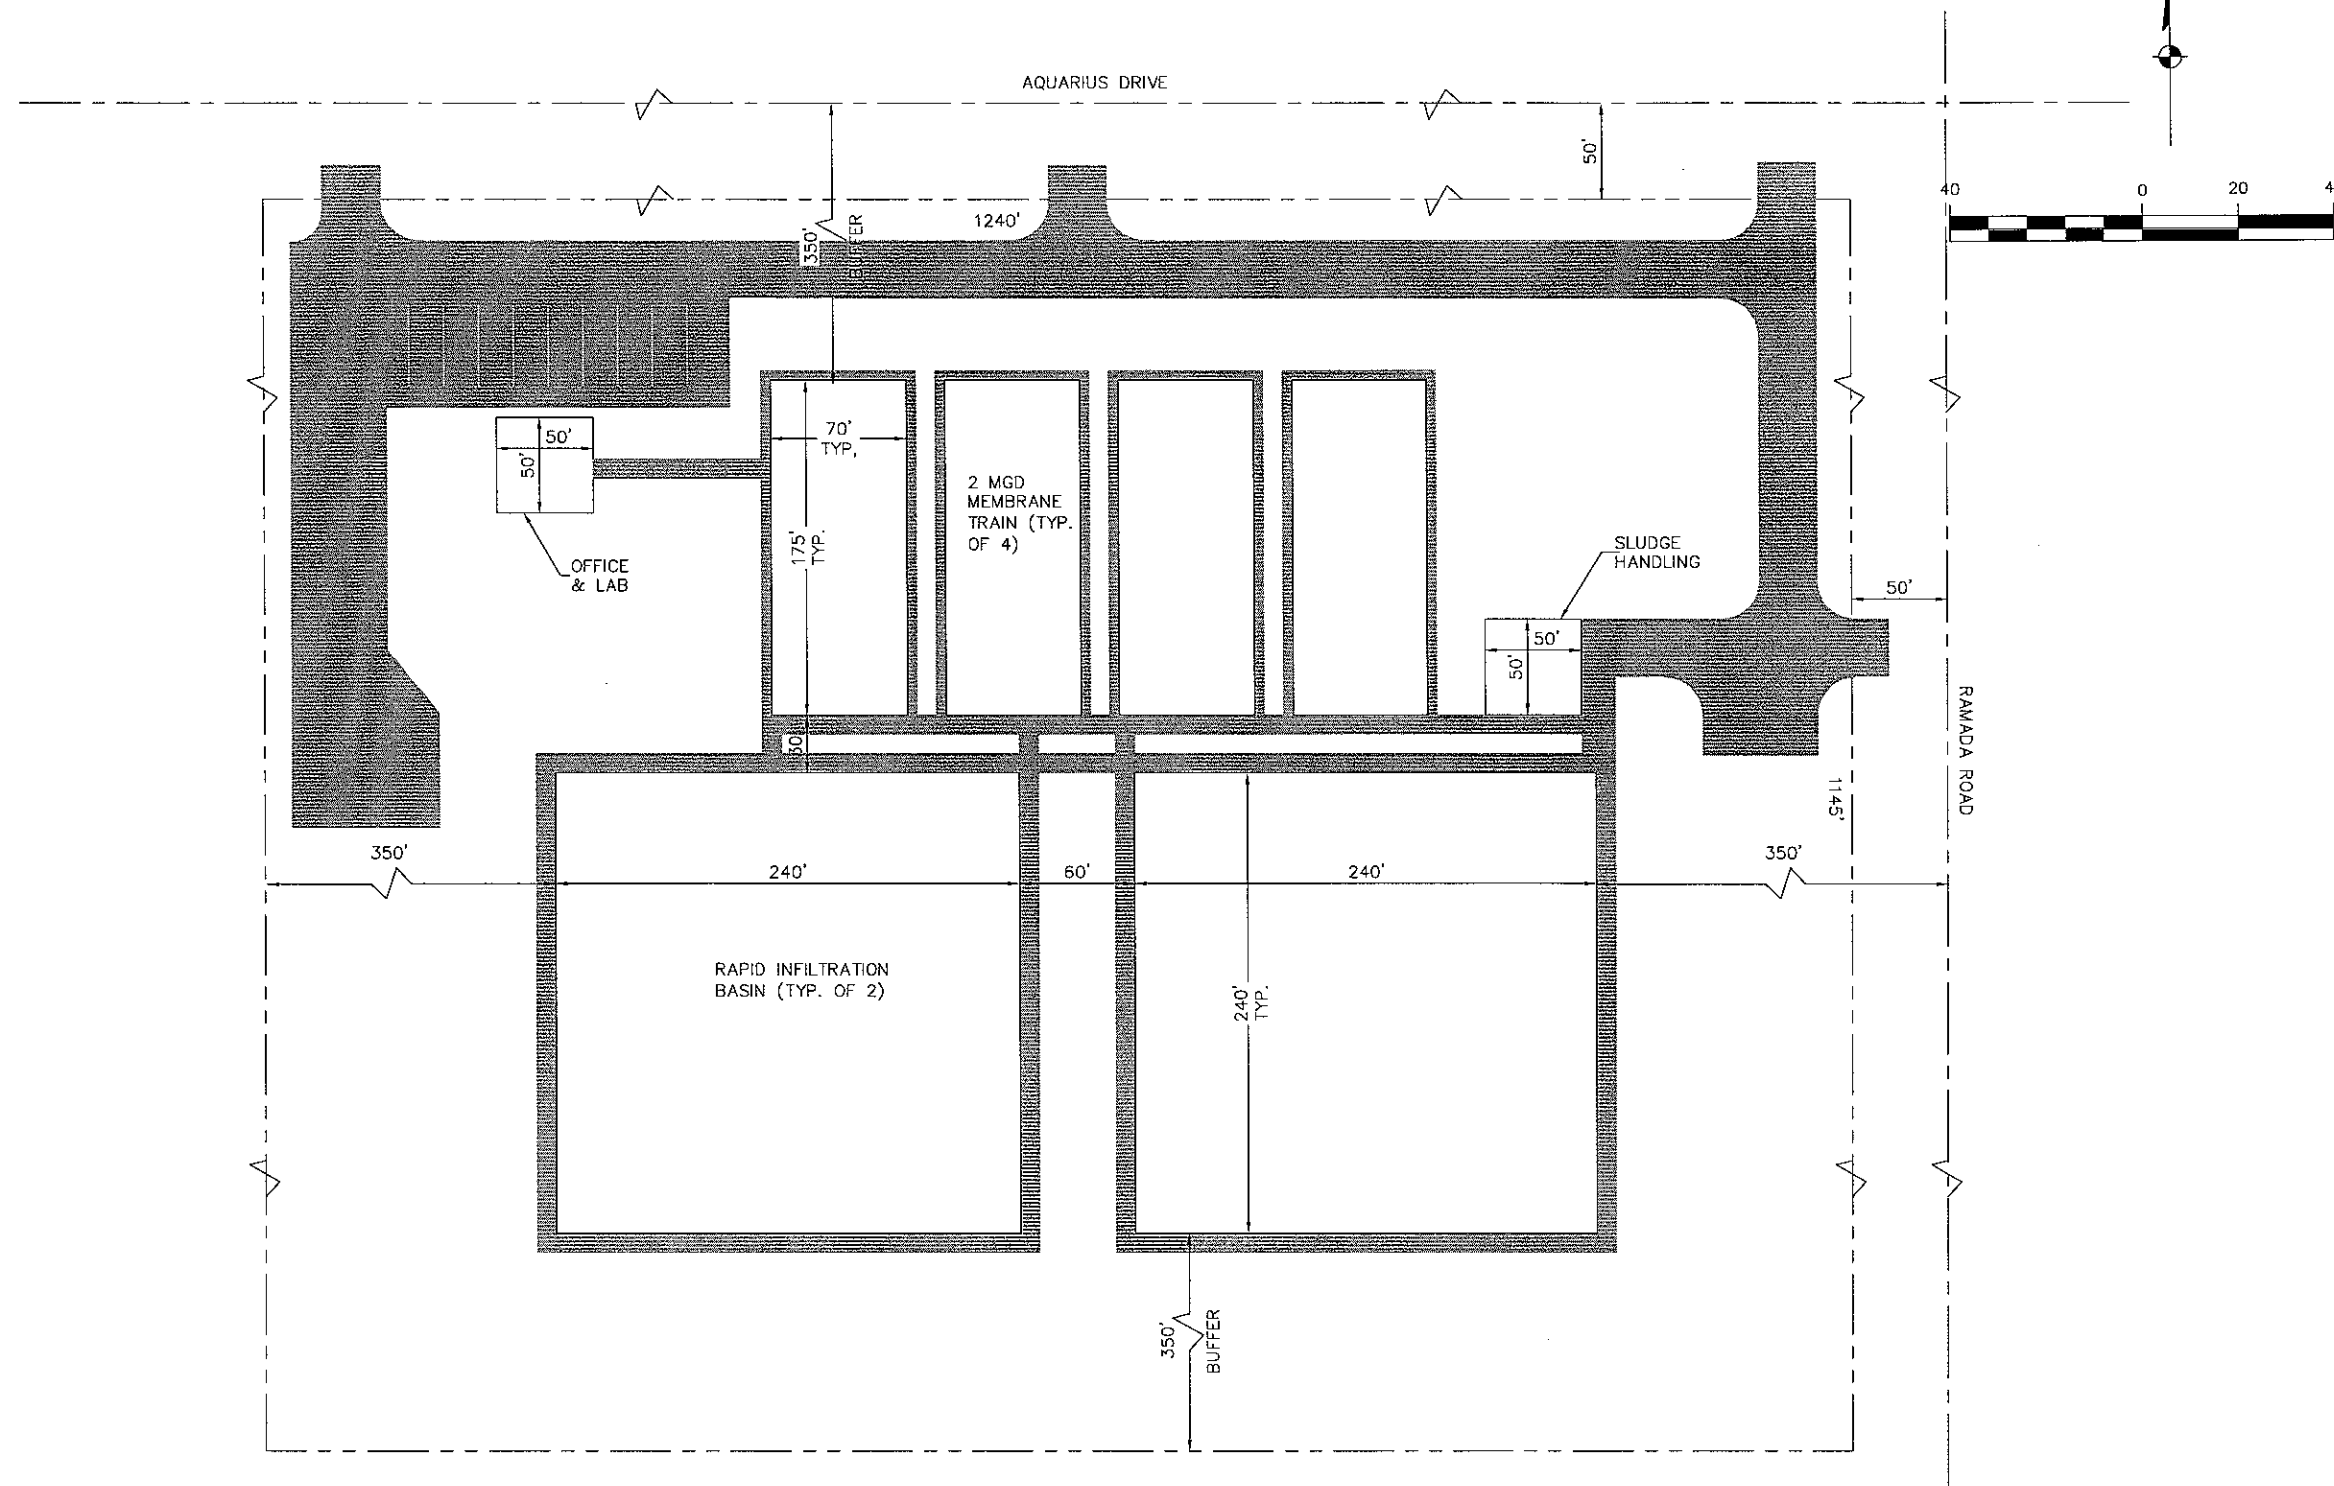 AQUARIUS DRIVE
50'
40 0 20 4
1240'
350'
BUFFER
70'
TYP.
50'
50'
175'
TYP.
2 MGD
MEMBRANE
TRAIN (TYP.
OF 4)
OFFICE
& LAB
SLUDGE
HANDLING
50'
50'
50'
RAMADA ROAD
30'
1145'
350'
240'
60'
240'
350'
RAPID INFILTRATION
BASIN (TYP. OF 2)
240'
TYP.
350'
BUFFER